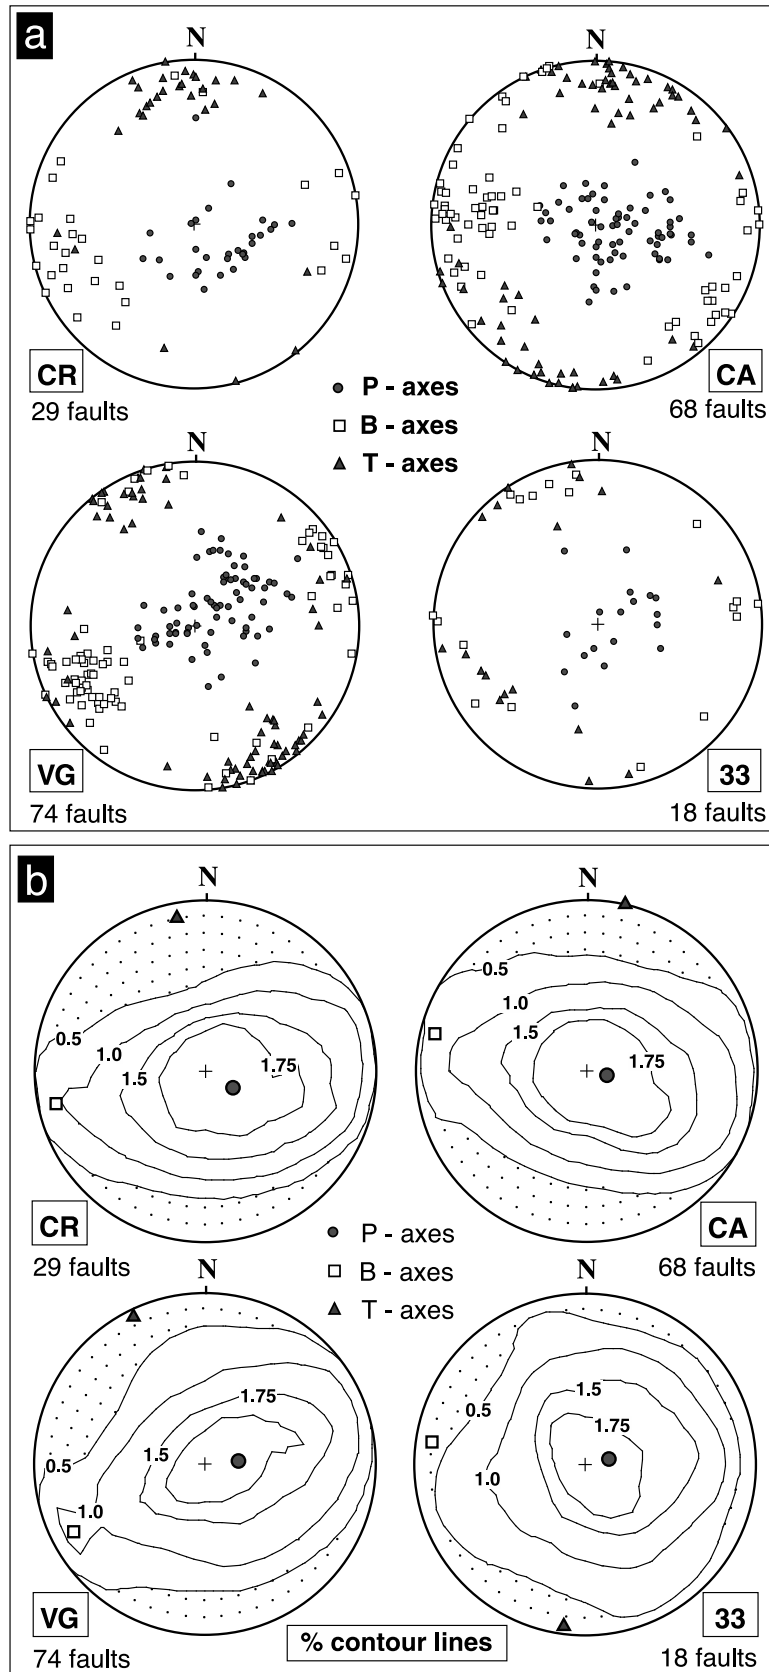 a
N
N
CR
29 faults
CA
68 faults
P - axes
B - axes
T - axes
N
N
VG
74 faults
33
18 faults
b
N
N
0.5
1.0
1.5
1.75
0.5
1.0
1.5
1.75
CR
29 faults
CA
68 faults
P - axes
B - axes
T - axes
N
N
1.75
1.5
0.5
1.0
1.5
1.75
0.5
1.0
VG
74 faults
33
18 faults
% contour lines